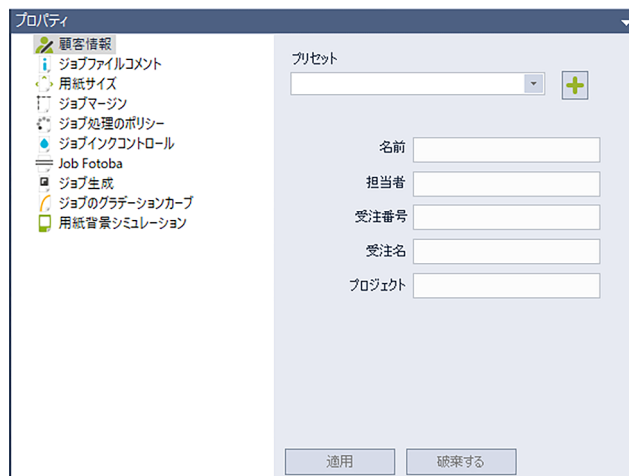 プロパティ
顧客情報
ジョブファイルコメント
用紙サイズ
ジョブマージン
ジョブ処理のポリシー
ジョブインクコントロール
Job Fotoba
ジョブ生成
ジョブのグラデーションカーブ
用紙背景シミュレーション
プリセット
名前
担当者
受注番号
受注名
プロジェクト
適用
破棄する